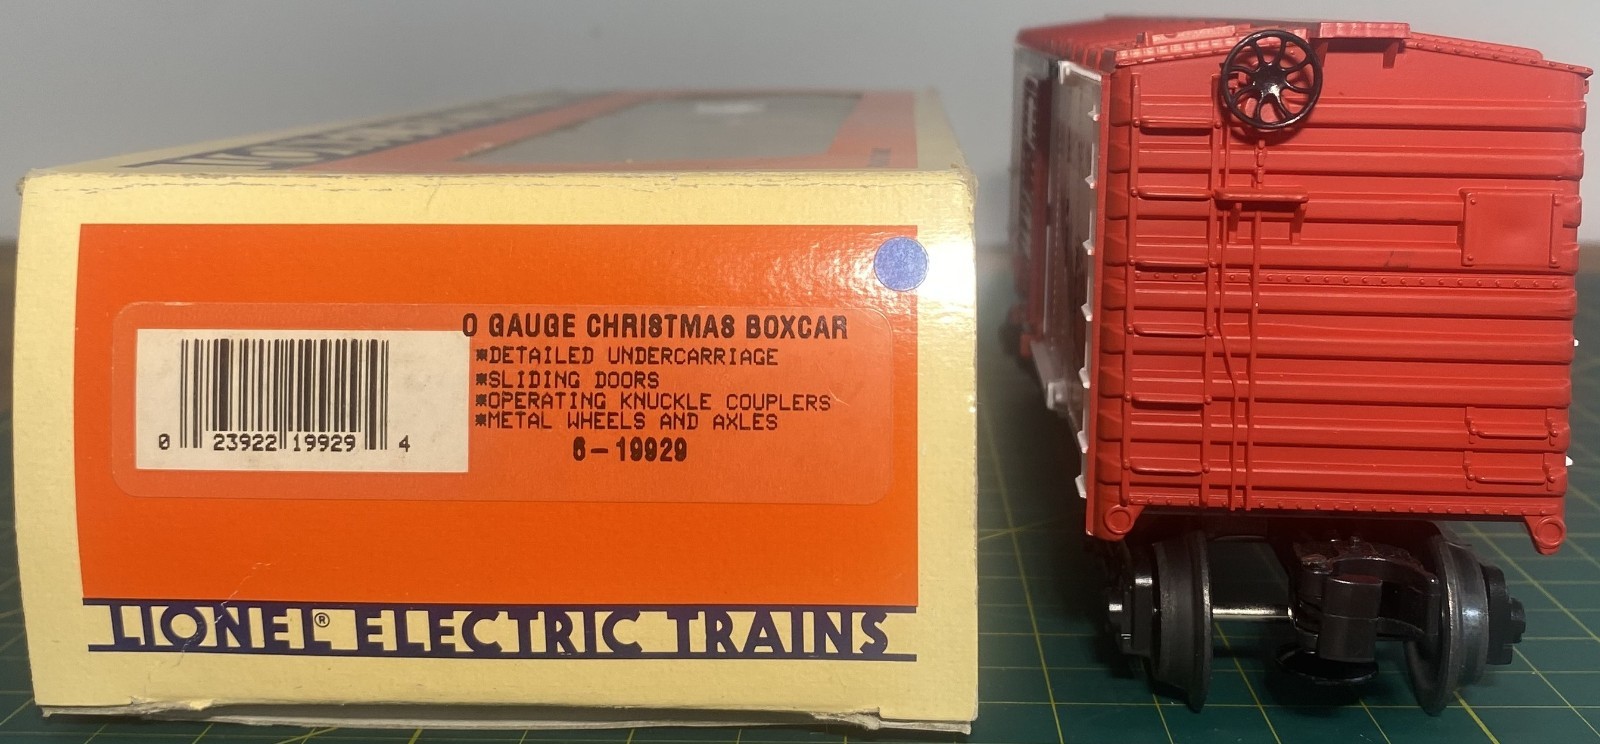 O GAUGE CHRISTMAS BOXCAR
*DETAILED UNDERCARRIAGE
*SLIDING DOORS
*OPERATING KNUCKLE COUPLERS
*METAL WHEELS AND AXLES
6-19929
0 23922 19929 4
LIONEL® ELECTRIC TRAINS